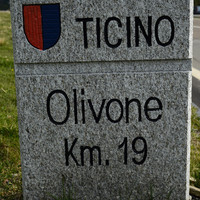 TICINO
Olivone
Km. 19